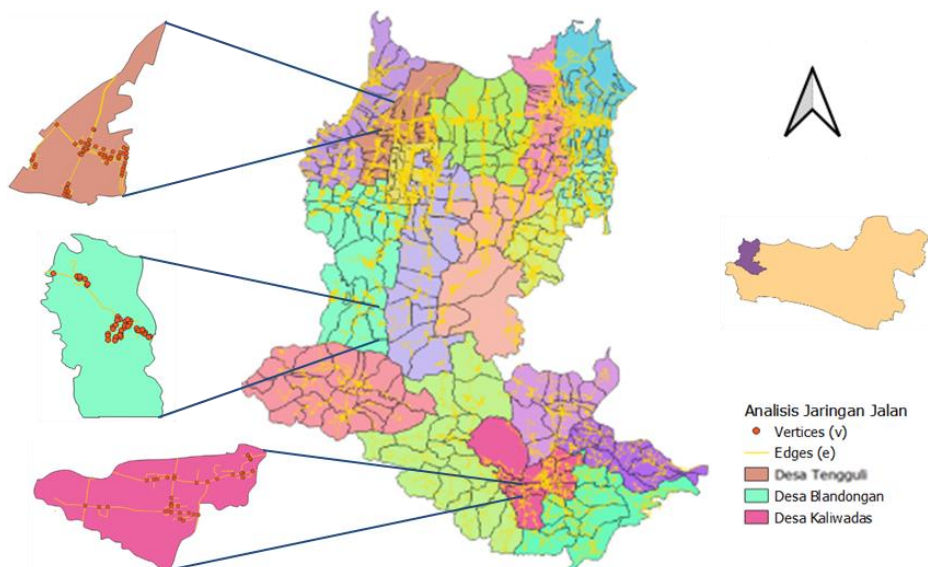 Analisis Jaringan Jalan
Vertices (v)
Edges (e)
Desa Tengguli
Desa Blandongan
Desa Kaliwadas